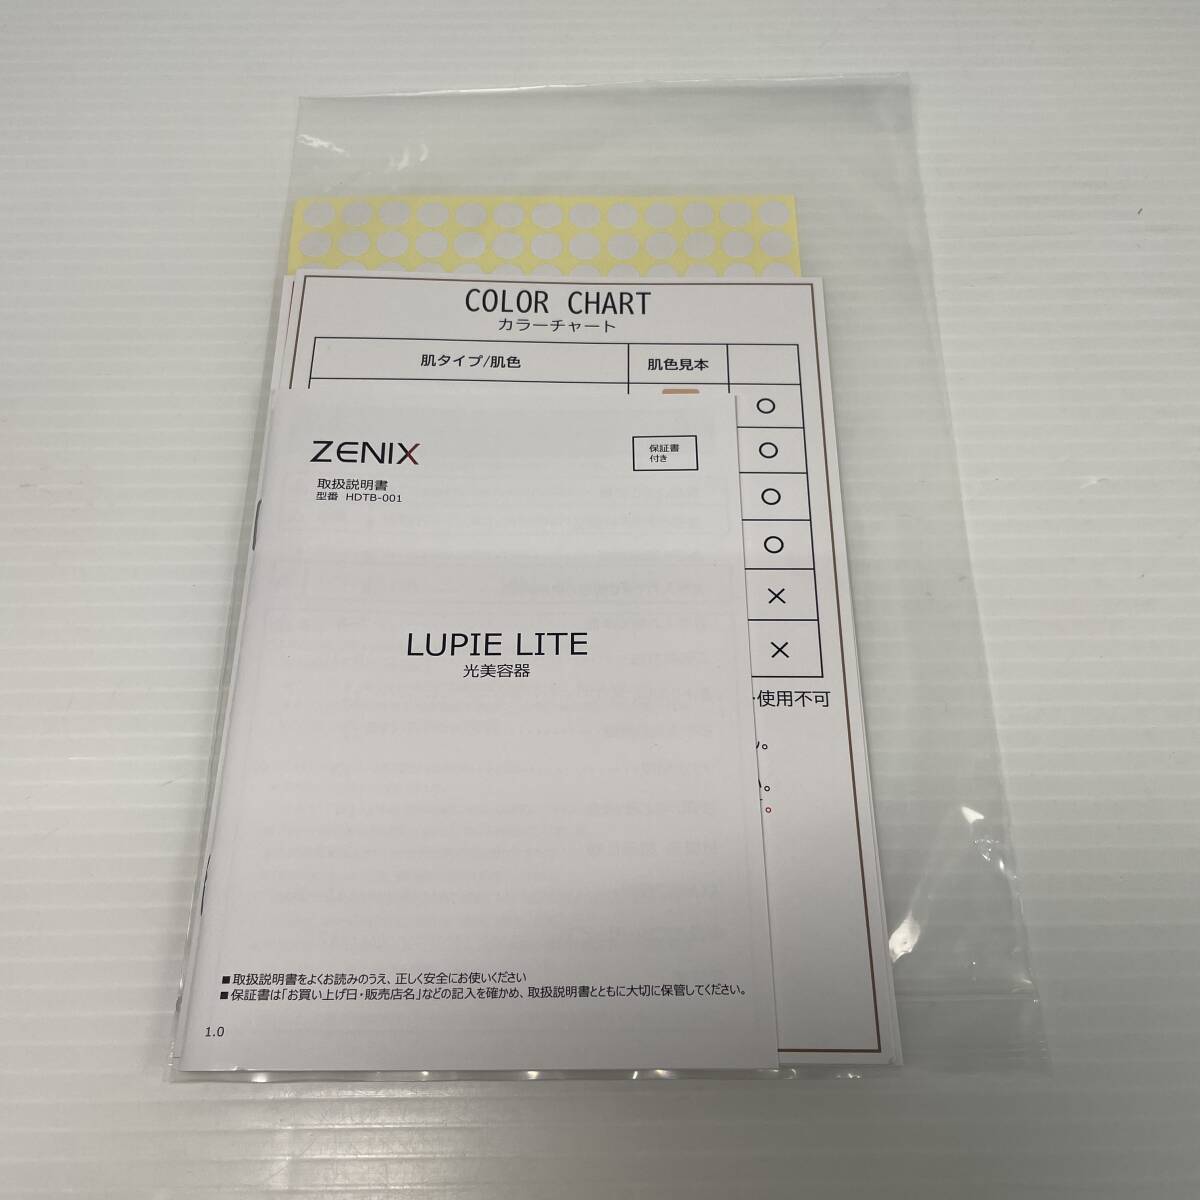 COLOR CHART
カラーチャート
肌タイプ/肌色
肌色見本
○
○
○
○
×
×
使用不可
ZENIX
保証書
付き
取扱説明書
型番 HDTB-001
LUPIE LITE
光美容器
■取扱説明書をよくお読みのうえ、正しく安全にお使いください
■保証書は「お買い上げ日・販売店名」などの記入を確かめ、取扱説明書とともに大切に保管してください。
1.0